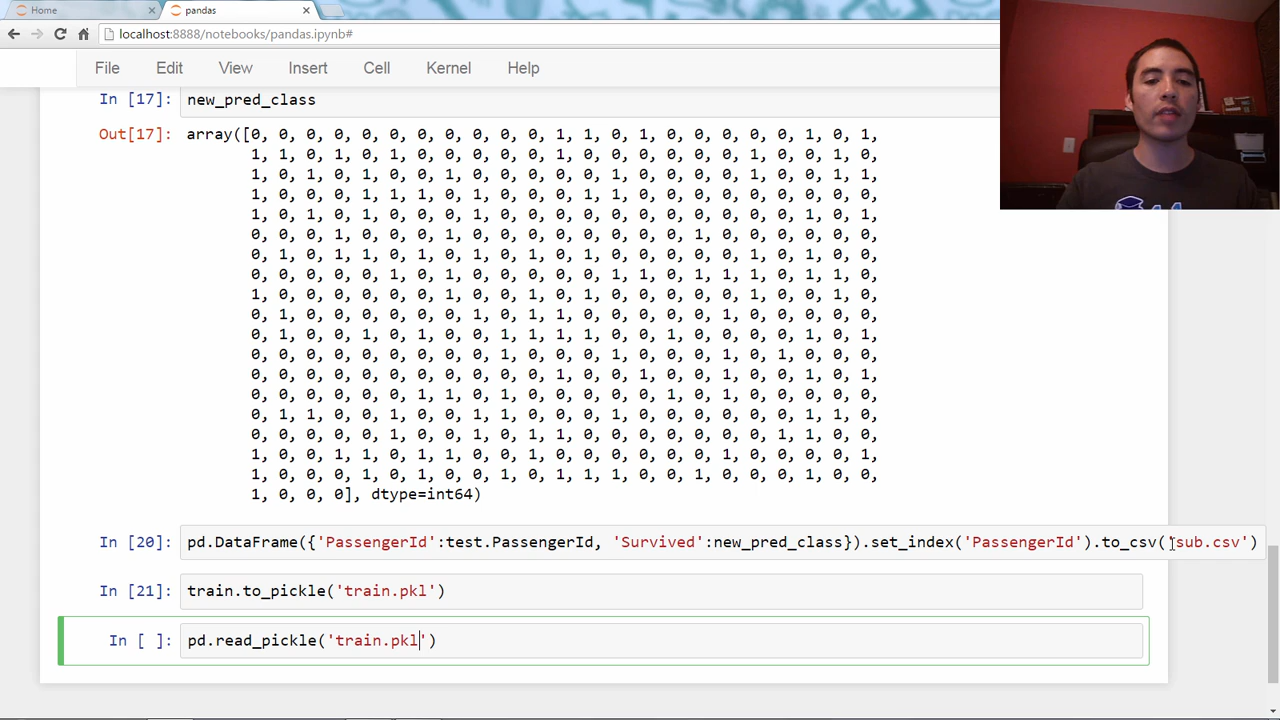 Home
pandas
localhost:8888/notebooks/pandas.ipynb#
File Edit View Insert Cell Kernel Help
In [17]: new_pred_class
Out[17]: array([0, 0, 0, 0, 0, 0, 0, 0, 0, 0, 0, 1, 1, 0, 1, 0, 0, 0, 0, 0, 1, 0, 1,
1, 1, 0, 1, 0, 1, 0, 0, 0, 0, 0, 1, 0, 0, 0, 0, 0, 0, 1, 0, 0, 1, 0,
1, 0, 1, 0, 1, 0, 0, 1, 0, 0, 0, 0, 0, 1, 0, 0, 0, 0, 1, 0, 0, 1, 1,
1, 0, 0, 0, 1, 1, 1, 0, 1, 0, 0, 0, 1, 1, 0, 0, 0, 0, 0, 0, 1, 0, 0,
1, 0, 1, 0, 1, 0, 0, 0, 1, 0, 0, 0, 0, 0, 0, 0, 0, 0, 0, 0, 1, 0, 1,
0, 0, 0, 1, 0, 0, 0, 1, 0, 0, 0, 0, 0, 0, 0, 0, 1, 0, 0, 0, 0, 0, 0,
0, 1, 0, 1, 1, 0, 1, 0, 1, 0, 1, 0, 1, 0, 0, 0, 0, 0, 1, 0, 1, 0, 0,
0, 0, 0, 0, 0, 1, 0, 1, 0, 0, 0, 0, 0, 1, 0, 0, 1, 1, 1, 0, 1, 1, 0,
1, 0, 0, 0, 0, 0, 0, 1, 0, 0, 1, 0, 1, 0, 0, 0, 0, 0, 1, 0, 0, 1, 0,
0, 1, 0, 0, 0, 0, 0, 0, 1, 0, 1, 1, 0, 0, 0, 0, 0, 1, 0, 0, 0, 0, 0,
0, 1, 0, 0, 1, 0, 1, 0, 0, 1, 1, 1, 1, 0, 0, 1, 0, 0, 0, 0, 1, 0, 1,
0, 0, 0, 0, 0, 0, 0, 0, 1, 0, 0, 0, 0, 1, 0, 0, 0, 1, 0, 1, 0, 0, 0,
0, 0, 0, 0, 0, 0, 0, 0, 0, 0, 0, 1, 0, 0, 1, 0, 0, 1, 0, 0, 1, 0, 1,
0, 0, 0, 0, 0, 0, 1, 1, 0, 1, 0, 0, 0, 0, 0, 1, 0, 1, 0, 0, 0, 0, 0,
0, 1, 1, 0, 0, 1, 0, 0, 1, 1, 0, 0, 0, 1, 0, 0, 0, 0, 0, 0, 1, 1, 0,
0, 0, 0, 0, 0, 1, 0, 0, 1, 0, 1, 1, 0, 0, 0, 0, 0, 0, 0, 1, 1, 0, 0,
1, 0, 0, 1, 1, 0, 1, 1, 0, 1, 1, 0, 0, 0, 0, 0, 1, 0, 0, 0, 0, 0, 1,
1, 0, 0, 0, 1, 0, 1, 0, 0, 1, 0, 1, 1, 1, 0, 0, 1, 0, 0, 0, 1, 0, 0,
1, 0, 0, 0], dtype=int64)
In [20]: pd.DataFrame({'PassengerId':test.PassengerId, 'Survived':new_pred_class}).set_index('PassengerId').to_csv('sub.csv')
In [21]: train.to_pickle('train.pkl')
In [ ]: pd.read_pickle('train.pkl')